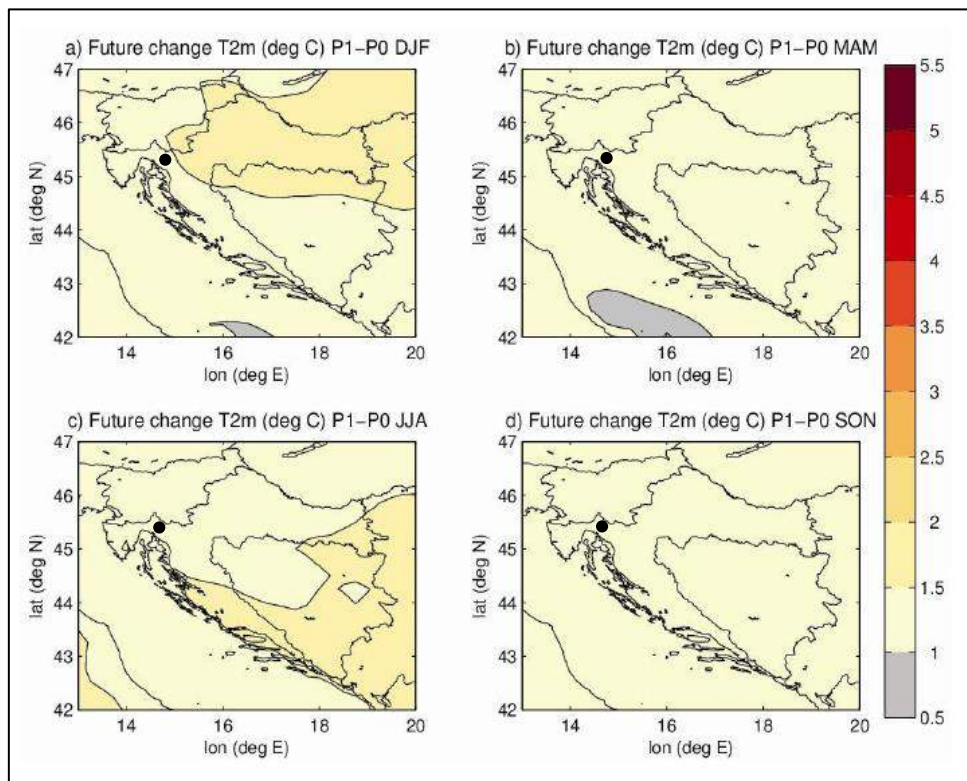 a) Future change T2m (deg C) P1-P0 DJF
b) Future change T2m (deg C) P1-P0 MAM
47
46
45
44
43
42
lat (deg N)
14 16 18 20
lon (deg E)
47
46
45
44
43
42
lat (deg N)
14 16 18 20
lon (deg E)
c) Future change T2m (deg C) P1-P0 JJA
d) Future change T2m (deg C) P1-P0 SON
47
46
45
44
43
42
lat (deg N)
14 16 18 20
lon (deg E)
47
46
45
44
43
42
lat (deg N)
14 16 18 20
lon (deg E)
5.5
5
4.5
4
3.5
3
2.5
2
1.5
1
0.5